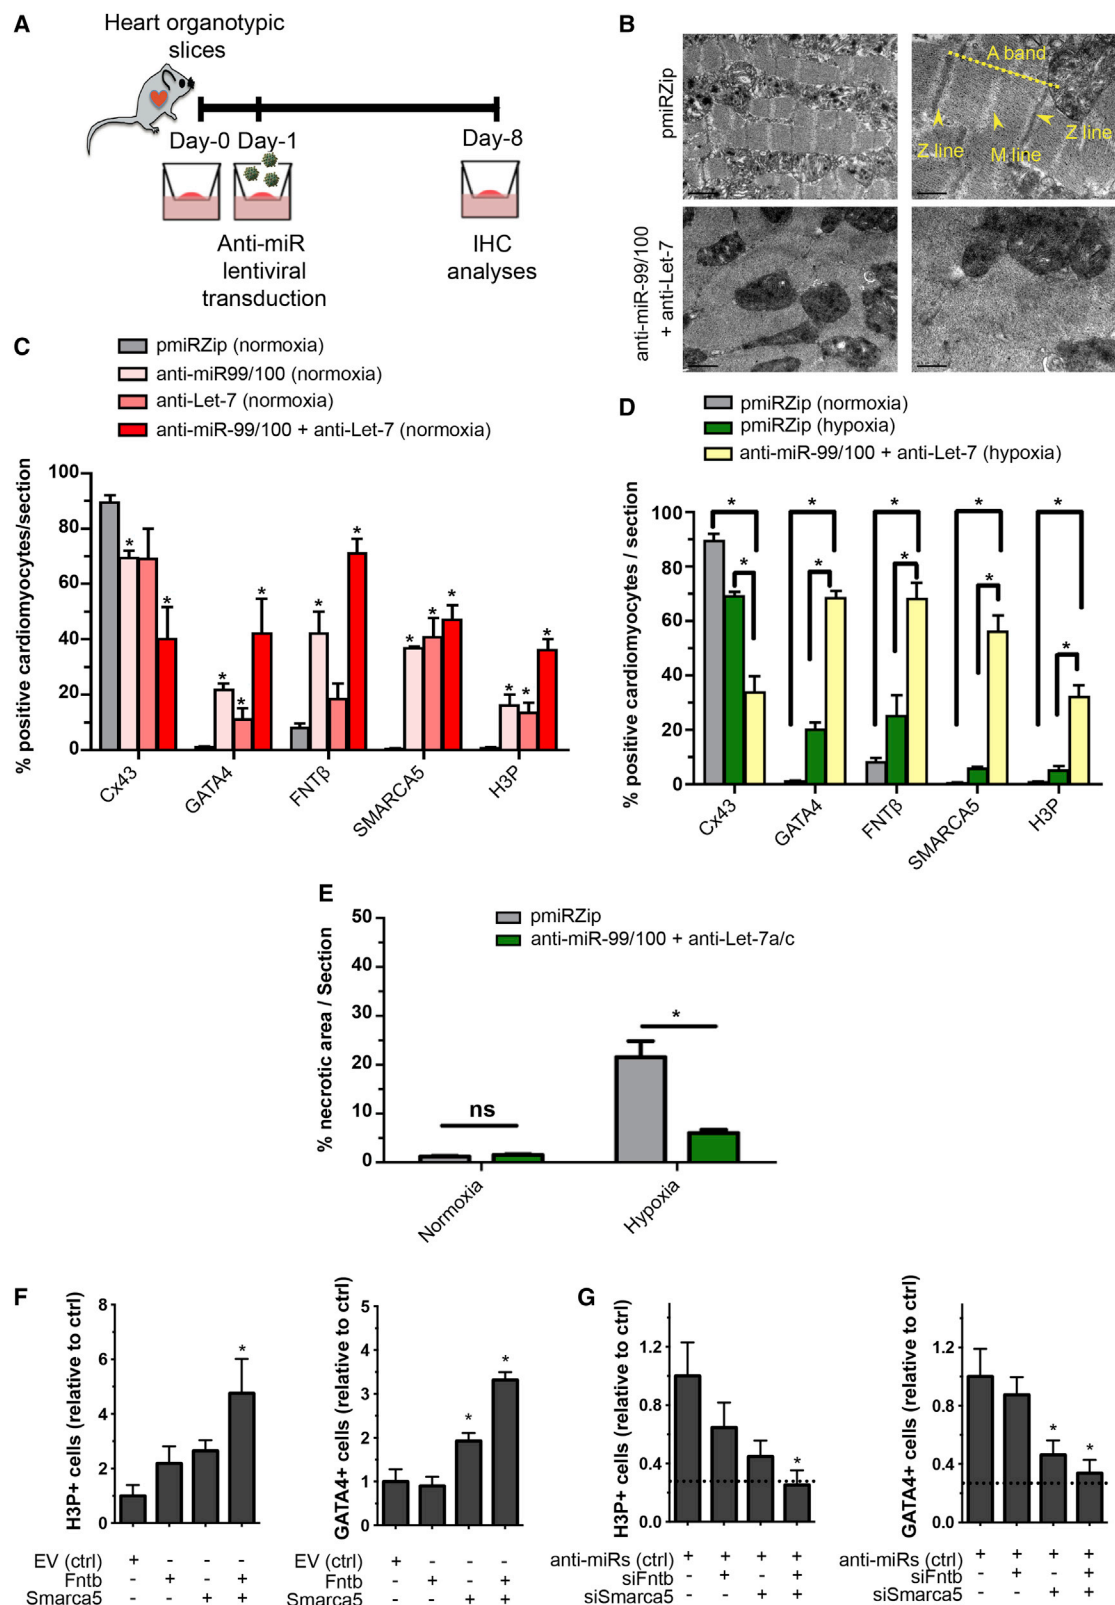 A
Heart organotypic
slices
Day-0 Day-1 Day-8
Anti-miR
lentiviral
transduction
IHC
analyses
B
pmiRZip
A band
Z line
M line
Z line
anti-miR-99/100
+ anti-Let-7
C
pmiRZip (normoxia)
anti-miR99/100 (normoxia)
anti-Let-7 (normoxia)
anti-miR-99/100 + anti-Let-7 (normoxia)
% positive cardiomyocytes/section
100
80
60
40
20
0
* * * * * * * * * * * * *
Cx43 GATA4 FNTβ SMARCA5 H3P
D
pmiRZip (normoxia)
pmiRZip (hypoxia)
anti-miR-99/100 + anti-Let-7 (hypoxia)
% positive cardiomyocytes / section
100
80
60
40
20
0
* * * * *
* * * * *
Cx43 GATA4 FNTβ SMARCA5 H3P
E
pmiRZip
anti-miR-99/100 + anti-Let-7a/c
% necrotic area / Section
50
40
30
20
10
0
ns
*
Normoxia Hypoxia
F
H3P+ cells (relative to ctrl)
8
6
4
2
0
*
EV (ctrl) + - - -
Fntb - + - +
Smarca5 - - + +
GATA4+ cells (relative to ctrl)
5
4
3
2
1
0
* *
EV (ctrl) + - - -
Fntb - + - +
Smarca5 - - + +
G
H3P+ cells (relative to ctrl)
1.2
0.8
0.4
0.0
*
anti-miRs (ctrl) + + + +
siFntb - + - +
siSmarca5 - - + +
GATA4+ cells (relative to ctrl)
1.2
0.8
0.4
0.0
* *
anti-miRs (ctrl) + + + +
siFntb - + - +
siSmarca5 - - + +